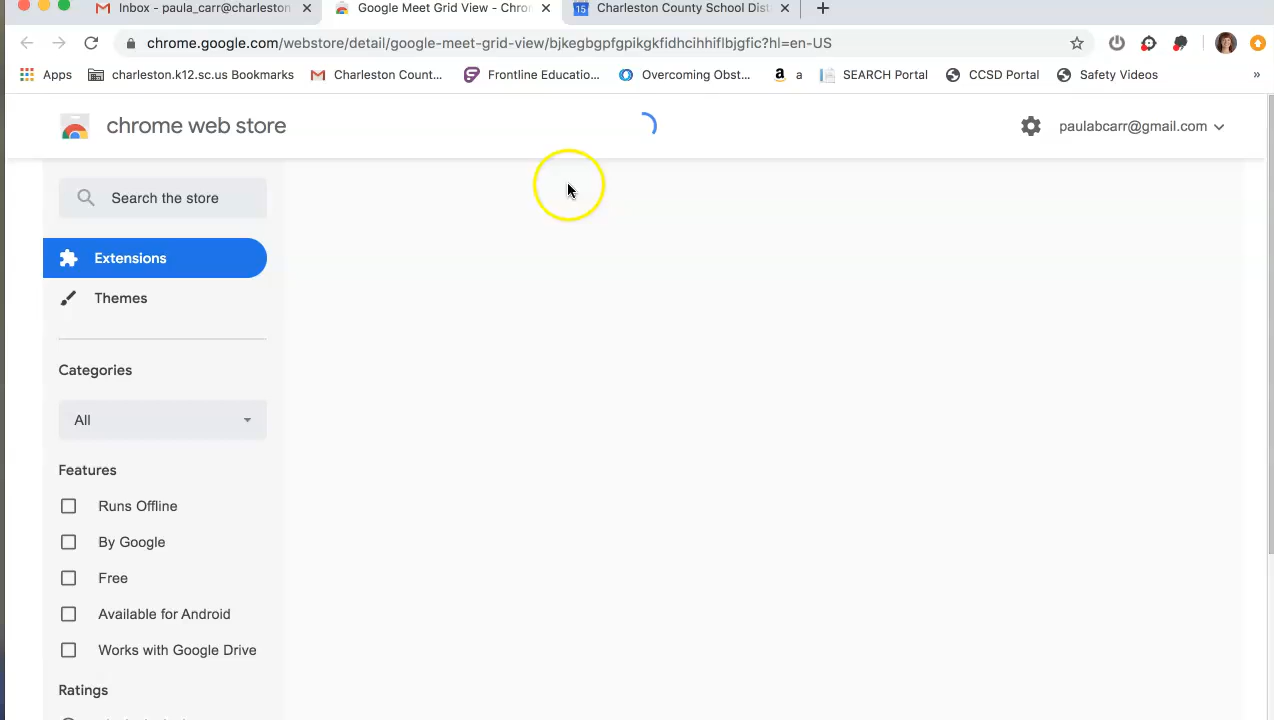 Inbox - paula_carr@charleston
Google Meet Grid View - Chro
15 Charleston County School Dist
chrome.google.com/webstore/detail/google-meet-grid-view/bjkegbgpfgpikgkfidhcihhiflbjgfic?hl=en-US
Apps charleston.k12.sc.us Bookmarks Charleston Count... Frontline Educatio... Overcoming Obst... a SEARCH Portal CCSD Portal Safety Videos »
chrome web store
paulabcarr@gmail.com
Search the store
Extensions
Themes
Categories
All
Features
Runs Offline
By Google
Free
Available for Android
Works with Google Drive
Ratings